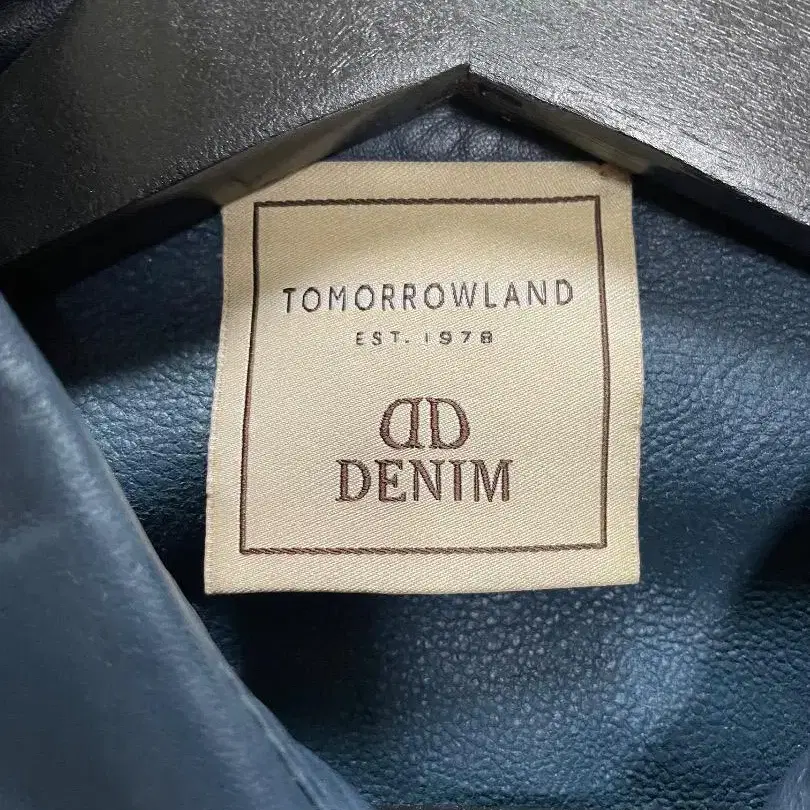 TOMORROWLAND
EST. 1978
DD
DENIM